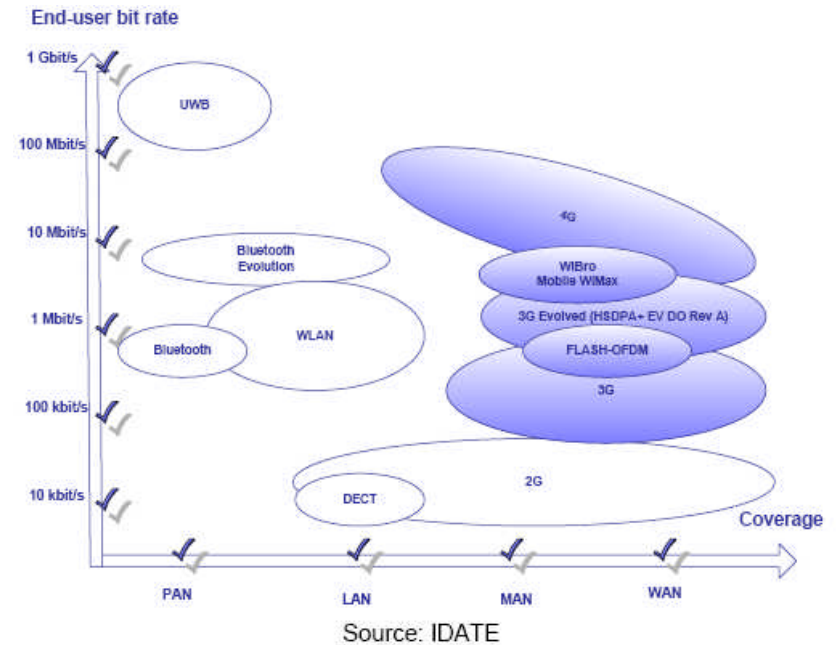 End-user bit rate
1 Gbit/s
UWB
100 Mbit/s
4G
10 Mbit/s
Bluetooth
Evolution
WIBro
Mobile WIMax
1 Mbit/s
3G Evolved (HSDPA+ EV DO Rev A)
WLAN
Bluetooth
FLASH-OFDM
3G
100 kbit/s
2G
10 kbit/s
DECT
Coverage
PAN
LAN
MAN
WAN
Source: IDATE